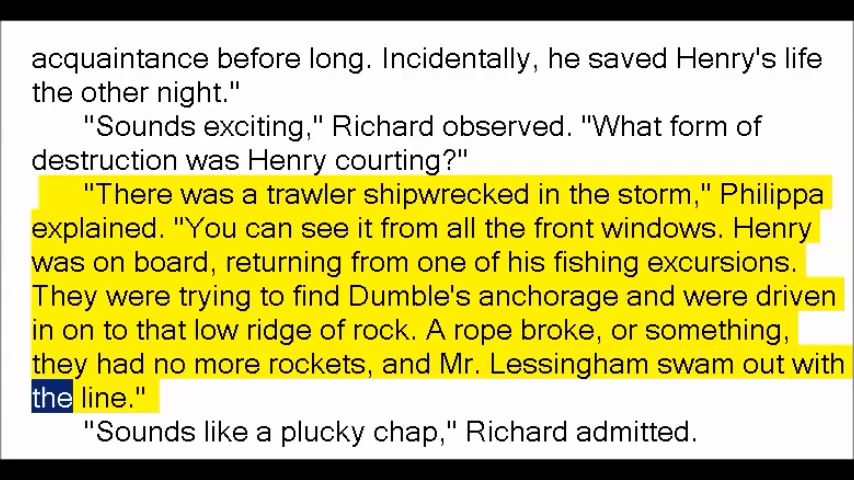 acquaintance before long. Incidentally, he saved Henry's life
the other night."
"Sounds exciting," Richard observed. "What form of
destruction was Henry courting?"
"There was a trawler shipwrecked in the storm," Philippa
explained. "You can see it from all the front windows. Henry
was on board, returning from one of his fishing excursions.
They were trying to find Dumble's anchorage and were driven
in on to that low ridge of rock. A rope broke, or something,
they had no more rockets, and Mr. Lessingham swam out with
the line."
"Sounds like a plucky chap," Richard admitted.